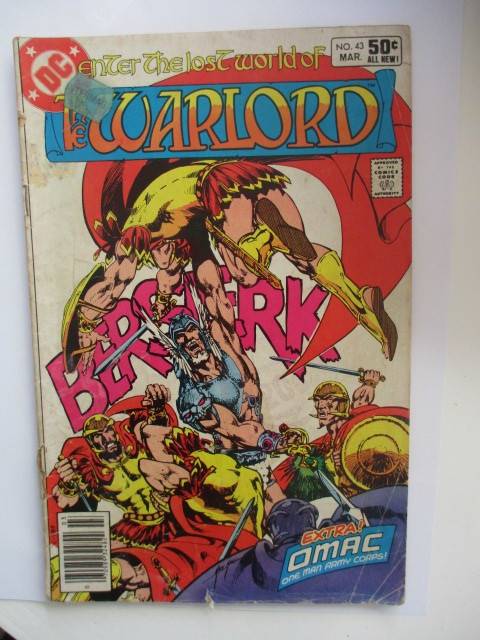 DC
enter the lost world of
NO. 43
MAR.
50¢
ALL NEW!
THE WARLORD™
APPROVED
BY THE
COMICS
CODE
AUTHORITY
BERSERK
EXTRA!
OMAC
ONE MAN ARMY CORPS!